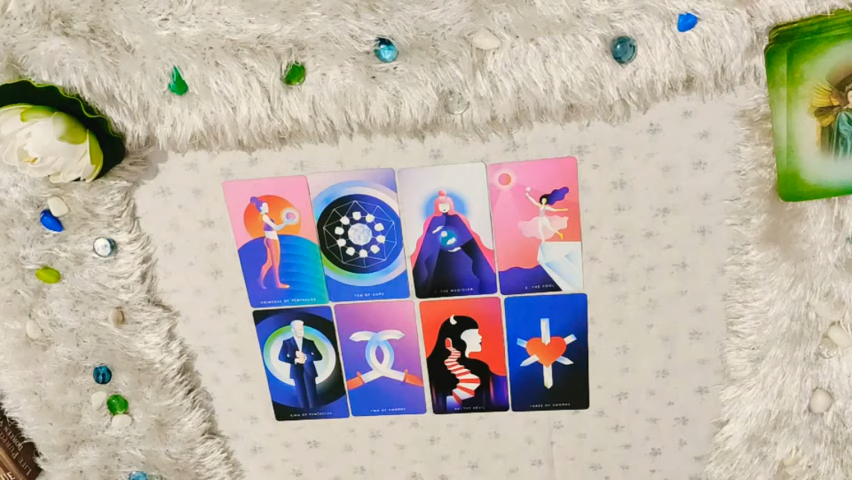 PRINCESS OF PENTACLES
TEN OF CUPS
I. THE MAGICIAN
0. THE FOOL
KING OF PENTACLES
TWO OF SWORDS
XV. THE DEVIL
THREE OF SWORDS